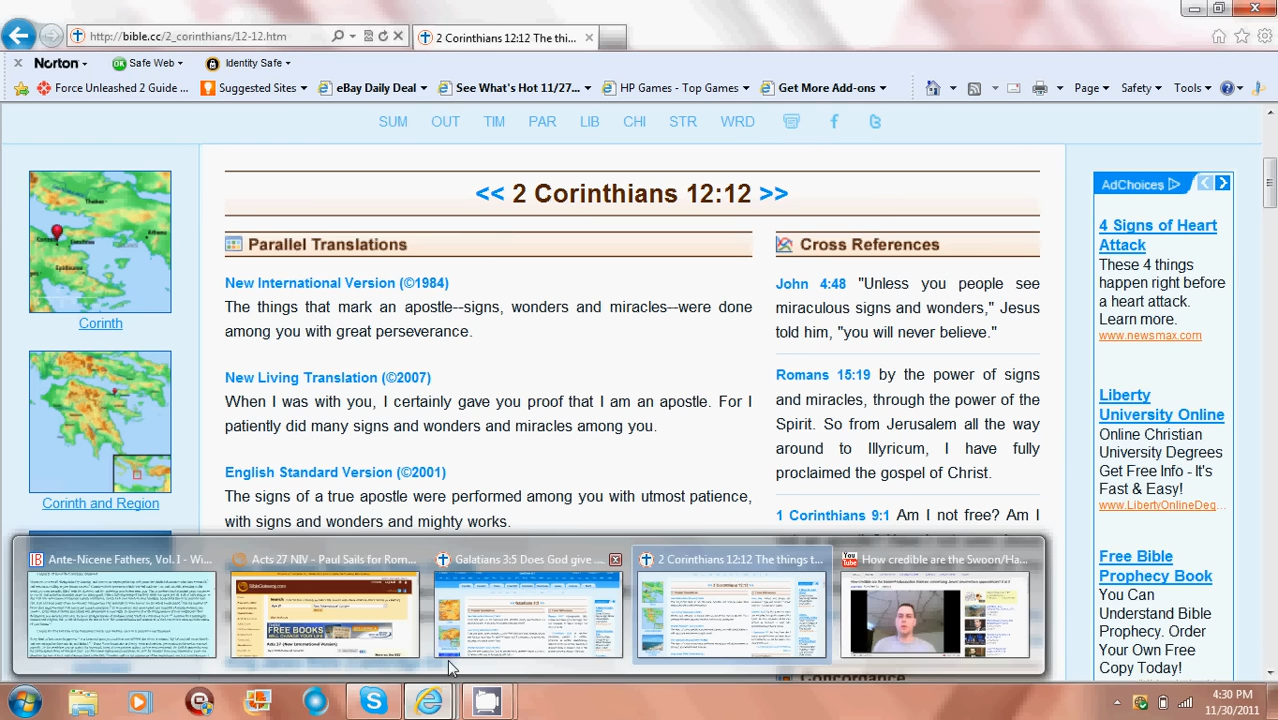 http://bible.cc/2_corinthians/12-12.htm
2 Corinthians 12:12 The thi...
Norton
Safe Web
Identity Safe
Force Unleashed 2 Guide ...
Suggested Sites
eBay Daily Deal
See What's Hot 11/27...
HP Games - Top Games
Get More Add-ons
Page
Safety
Tools
SUM OUT TIM PAR LIB CHI STR WRD
<< 2 Corinthians 12:12 >>
Corinth
Corinth and Region
Parallel Translations
New International Version (©1984)
The things that mark an apostle--signs, wonders and miracles--were done
among you with great perseverance.
New Living Translation (©2007)
When I was with you, I certainly gave you proof that I am an apostle. For I
patiently did many signs and wonders and miracles among you.
English Standard Version (©2001)
The signs of a true apostle were performed among you with utmost patience,
with signs and wonders and mighty works.
Cross References
John 4:48 "Unless you people see
miraculous signs and wonders," Jesus
told him, "you will never believe."
Romans 15:19 by the power of signs
and miracles, through the power of the
Spirit. So from Jerusalem all the way
around to Illyricum, I have fully
proclaimed the gospel of Christ.
1 Corinthians 9:1 Am I not free? Am I
Concordance
AdChoices
4 Signs of Heart
Attack
These 4 things
happen right before
a heart attack.
Learn more.
www.newsmax.com
Liberty
University Online
Online Christian
University Degrees
Get Free Info - It's
Fast & Easy!
www.LibertyOnlineDeg...
Free Bible
Prophecy Book
You Can
Understand Bible
Prophecy. Order
Your Own Free
Copy Today!
Ante-Nicene Fathers, Vol. I - Wi...
Acts 27 NIV - Paul Sails for Rom...
Galatians 3:5 Does God give ...
2 Corinthians 12:12 The things t...
How credible are the Swoon/Ha...
4:30 PM
11/30/2011